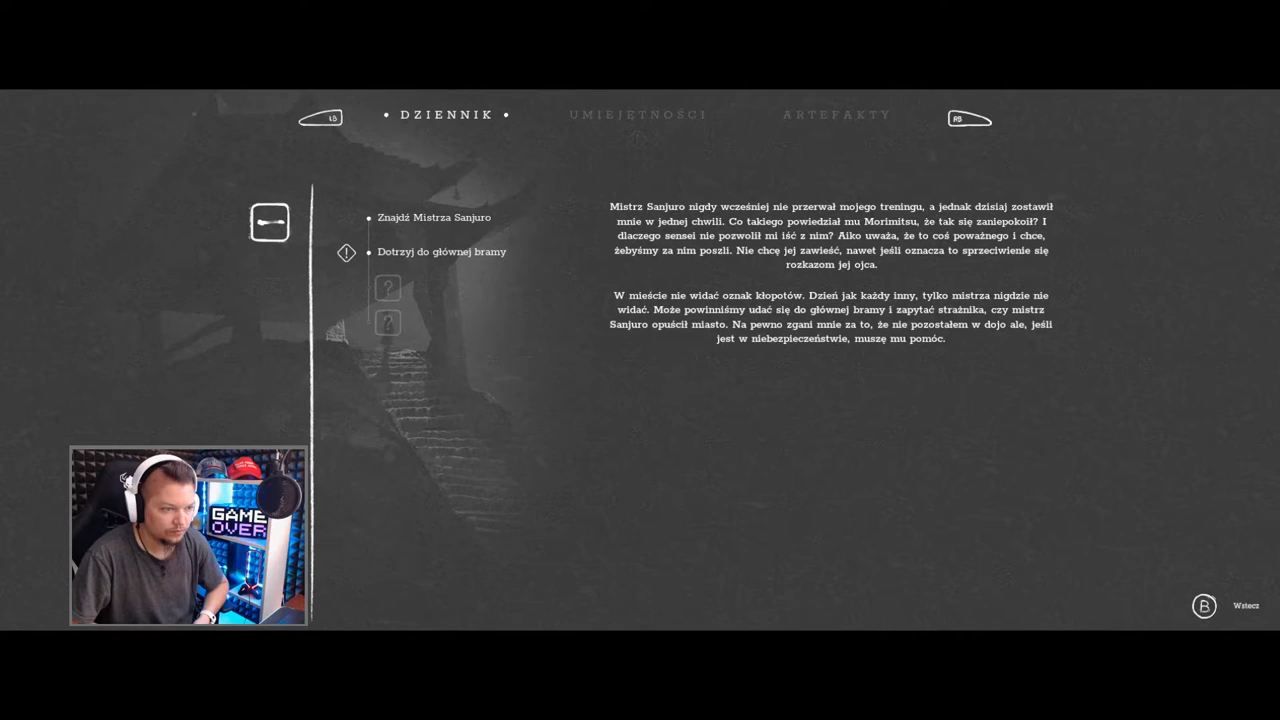 LB
• DZIENNIK •
UMIEJĘTNOŚCI
ARTEFAKTY
RB
Znajdź Mistrza Sanjuro
! Dotrzyj do głównej bramy
?
?
Mistrz Sanjuro nigdy wcześniej nie przerwał mojego treningu, a jednak dzisiaj zostawił
mnie w jednej chwili. Co takiego powiedział mu Morimitsu, że tak się zaniepokoił? I
dlaczego sensei nie pozwolił mi iść z nim? Aiko uważa, że to coś poważnego i chce,
żebyśmy za nim poszli. Nie chcę jej zawieść, nawet jeśli oznacza to sprzeciwienie się
rozkazom jej ojca.
W mieście nie widać oznak kłopotów. Dzień jak każdy inny, tylko mistrza nigdzie nie
widać. Może powinniśmy udać się do głównej bramy i zapytać strażnika, czy mistrz
Sanjuro opuścił miasto. Na pewno zgani mnie za to, że nie pozostałem w dojo ale, jeśli
jest w niebezpieczeństwie, muszę mu pomóc.
GAME
OVER
B Wstecz